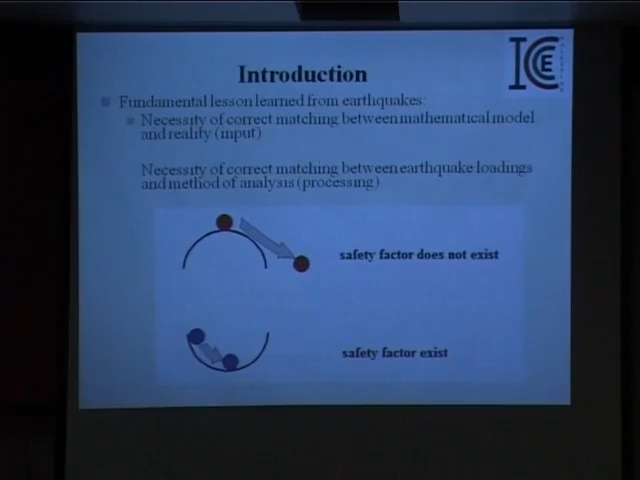 Introduction
ICCE
Fundamental lesson learned from earthquakes:
Necessity of correct matching between mathematical model
and reality (input)
Necessity of correct matching between earthquake loadings
and method of analysis (processing)
safety factor does not exist
safety factor exist